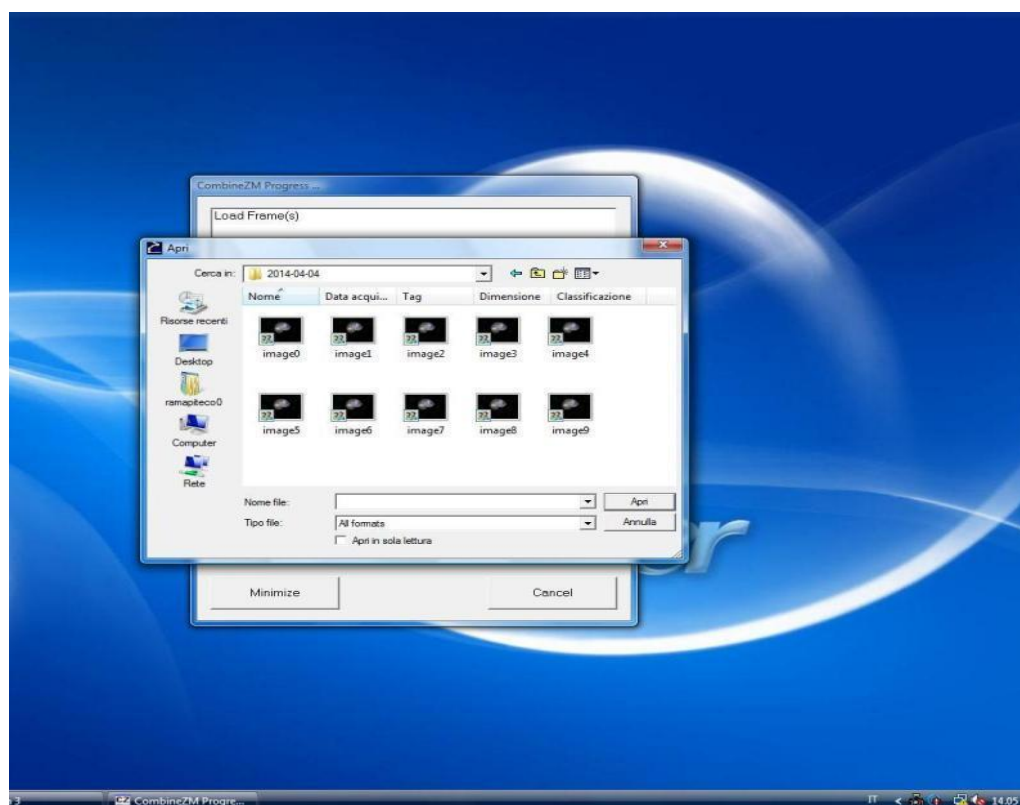 CombineZM Progress ...
Load Frame(s)
Apri
Cerca in: 2014-04-04
Nome Data acqui... Tag Dimensione Classificazione
Risorse recenti
Desktop
ramapiteco0
Computer
Rete
image0 image1 image2 image3 image4
image5 image6 image7 image8 image9
Nome file: Apri
Tipo file: All formats Annulla
Apri in sola lettura
Minimize Cancel
3 CombineZM Progre... IT 14.05